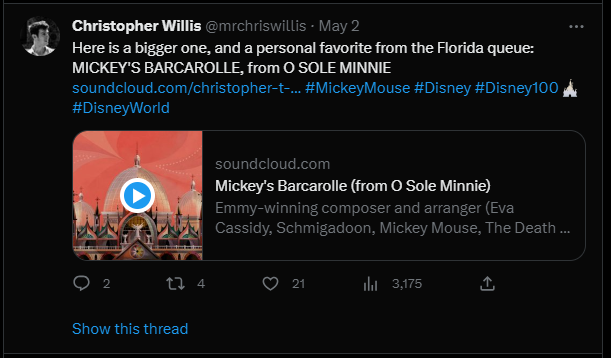 Christopher Willis @mrchriswillis · May 2
Here is a bigger one, and a personal favorite from the Florida queue:
MICKEY'S BARCAROLLE, from O SOLE MINNIE
soundcloud.com/christopher-t-... #MickeyMouse #Disney #Disney100
#DisneyWorld
soundcloud.com
Mickey's Barcarolle (from O Sole Minnie)
Emmy-winning composer and arranger (Eva
Cassidy, Schmigadoon, Mickey Mouse, The Death ...
2 4 21 3,175
Show this thread